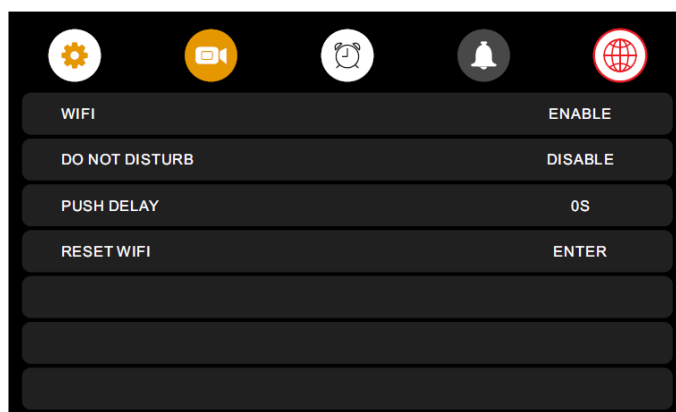 WIFI ENABLE
DO NOT DISTURB DISABLE
PUSH DELAY 0S
RESET WIFI ENTER